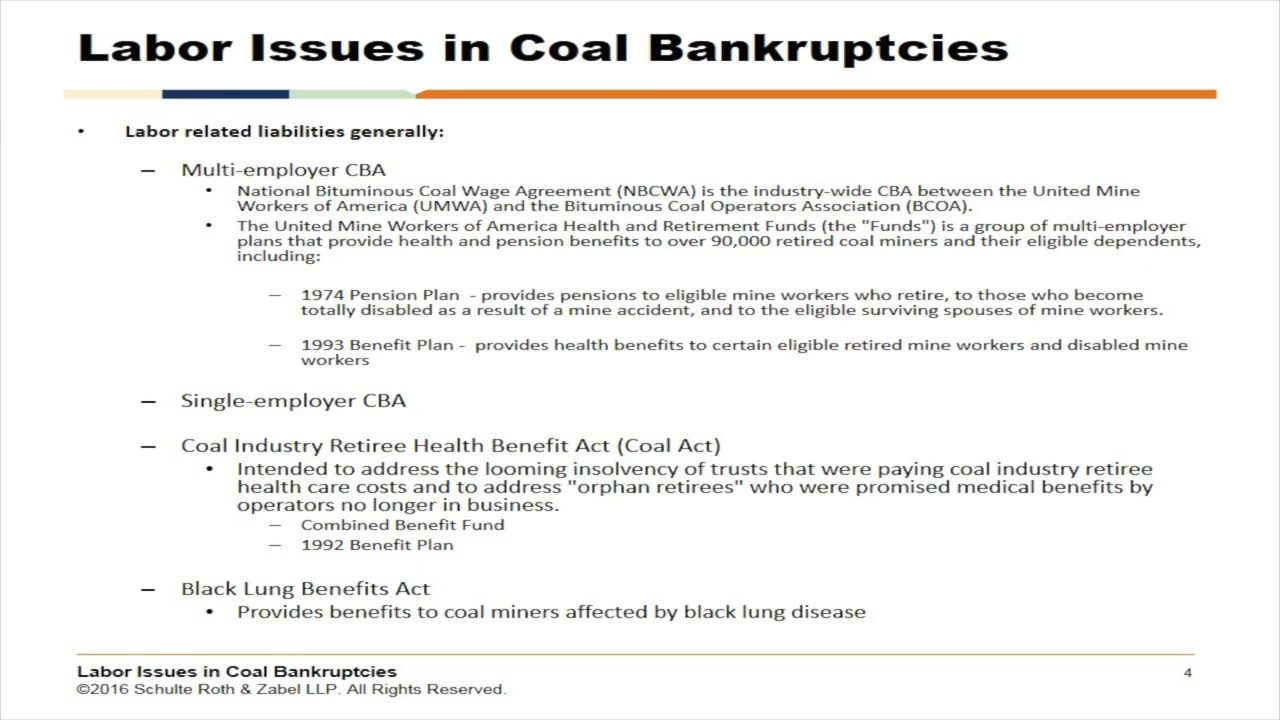 Labor Issues in Coal Bankruptcies
• Labor related liabilities generally:
– Multi-employer CBA
• National Bituminous Coal Wage Agreement (NBCWA) is the industry-wide CBA between the United Mine
Workers of America (UMWA) and the Bituminous Coal Operators Association (BCOA).
• The United Mine Workers of America Health and Retirement Funds (the "Funds") is a group of multi-employer
plans that provide health and pension benefits to over 90,000 retired coal miners and their eligible dependents,
including:
– 1974 Pension Plan - provides pensions to eligible mine workers who retire, to those who become
totally disabled as a result of a mine accident, and to the eligible surviving spouses of mine workers.
– 1993 Benefit Plan - provides health benefits to certain eligible retired mine workers and disabled mine
workers
– Single-employer CBA
– Coal Industry Retiree Health Benefit Act (Coal Act)
• Intended to address the looming insolvency of trusts that were paying coal industry retiree
health care costs and to address "orphan retirees" who were promised medical benefits by
operators no longer in business.
– Combined Benefit Fund
– 1992 Benefit Plan
– Black Lung Benefits Act
• Provides benefits to coal miners affected by black lung disease
Labor Issues in Coal Bankruptcies
4
©2016 Schulte Roth & Zabel LLP. All Rights Reserved.